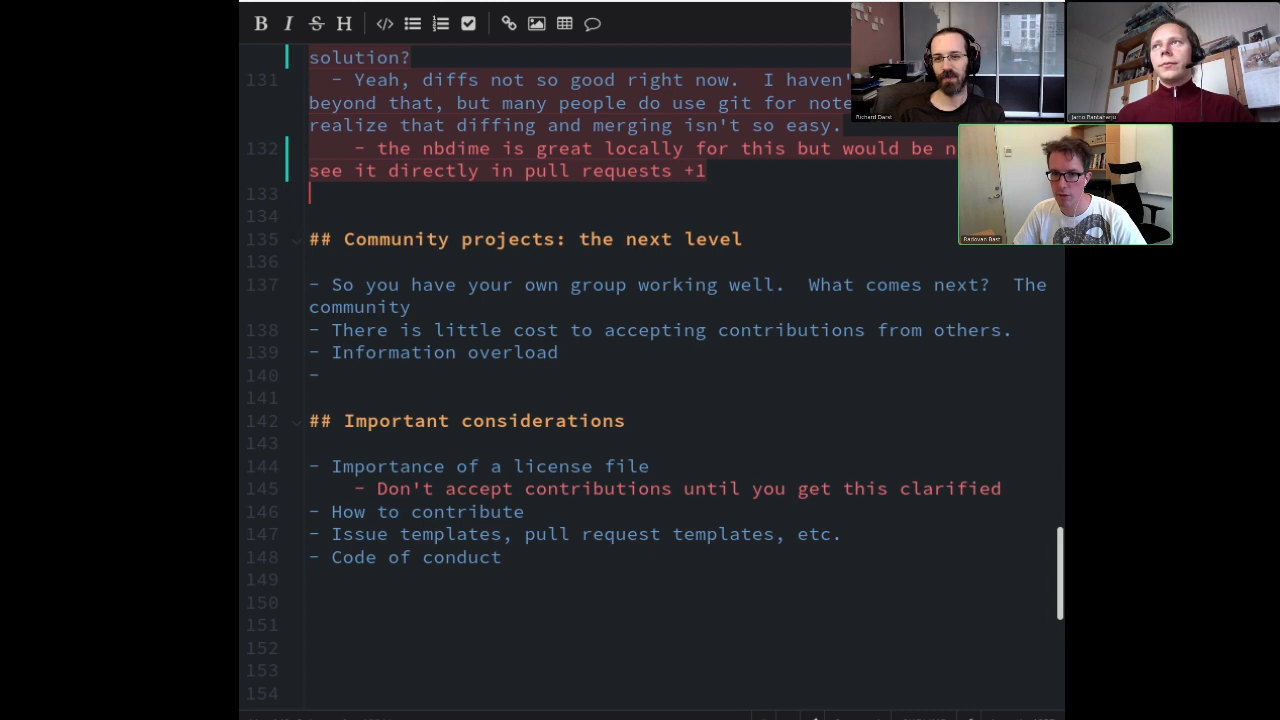 B I S H
solution?
131 - Yeah, diffs not so good right now. I haven'
beyond that, but many people do use git for note
realize that diffing and merging isn't so easy.
132 - the nbdime is great locally for this but would be n
see it directly in pull requests +1
133
134
135 ## Community projects: the next level
136
137 - So you have your own group working well. What comes next? The
community
138 - There is little cost to accepting contributions from others.
139 - Information overload
140 -
141
142 ## Important considerations
143
144 - Importance of a license file
145 - Don't accept contributions until you get this clarified
146 - How to contribute
147 - Issue templates, pull request templates, etc.
148 - Code of conduct
149
150
151
152
153
154
Richard Darst
Jarno Rantaharju
Radovan Bast